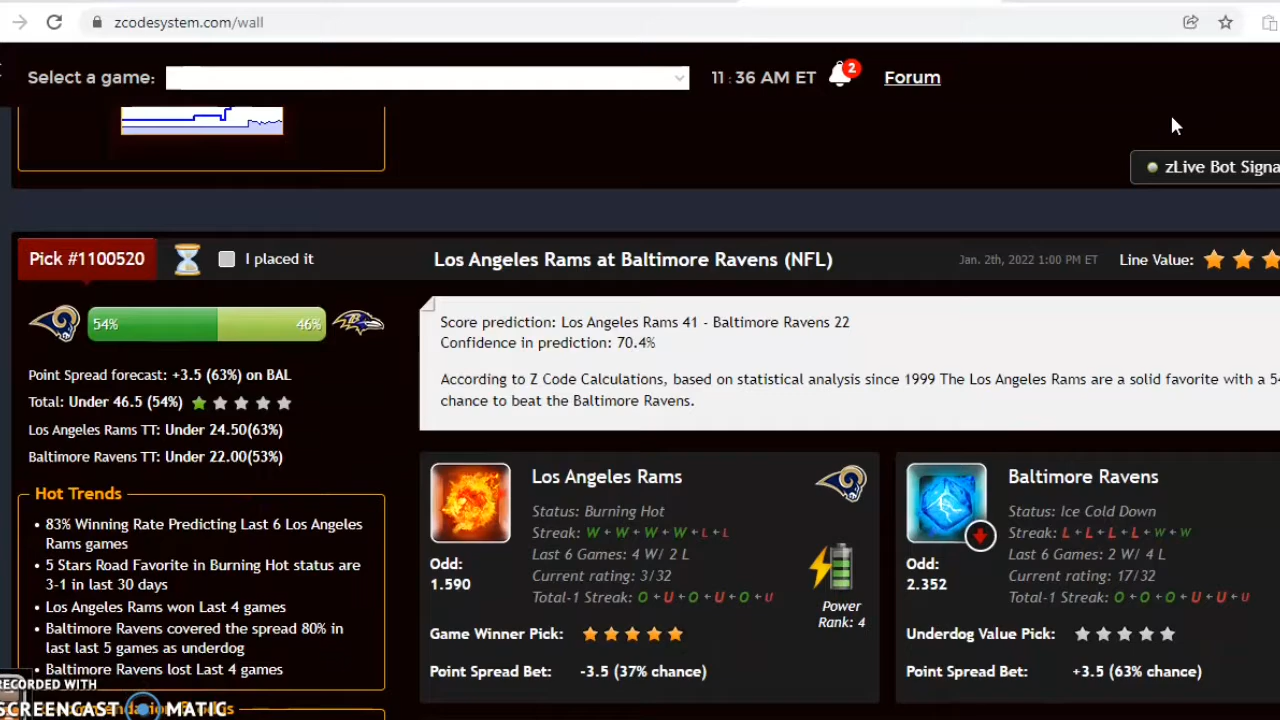 zcodesystem.com/wall
Select a game:
11:36 AM ET
2
Forum
zLive Bot Signa
Pick #1100520
I placed it
Los Angeles Rams at Baltimore Ravens (NFL)
Jan. 2th, 2022 1:00 PM ET
Line Value:
54%
46%
Score prediction: Los Angeles Rams 41 - Baltimore Ravens 22
Confidence in prediction: 70.4%
According to Z Code Calculations, based on statistical analysis since 1999 The Los Angeles Rams are a solid favorite with a 54
chance to beat the Baltimore Ravens.
Point Spread forecast: +3.5 (63%) on BAL
Total: Under 46.5 (54%)
Los Angeles Rams TT: Under 24.50(63%)
Baltimore Ravens TT: Under 22.00(53%)
Hot Trends
• 83% Winning Rate Predicting Last 6 Los Angeles
Rams games
• 5 Stars Road Favorite in Burning Hot status are
3-1 in last 30 days
• Los Angeles Rams won Last 4 games
• Baltimore Ravens covered the spread 80% in
last last 5 games as underdog
• Baltimore Ravens lost Last 4 games
Los Angeles Rams
Status: Burning Hot
Streak: W + W + W + W + L + L
Last 6 Games: 4 W/ 2 L
Current rating: 3/32
Total-1 Streak: O + U + O + U + O + U
Odd:
1.590
Power
Rank: 4
Game Winner Pick:
Point Spread Bet: -3.5 (37% chance)
Baltimore Ravens
Status: Ice Cold Down
Streak: L + L + L + L + W + W
Last 6 Games: 2 W/ 4 L
Current rating: 17/32
Total-1 Streak: O + O + O + U + U + U
Odd:
2.352
Underdog Value Pick:
Point Spread Bet: +3.5 (63% chance)
RECORDED WITH
SCREENCAST MATIC